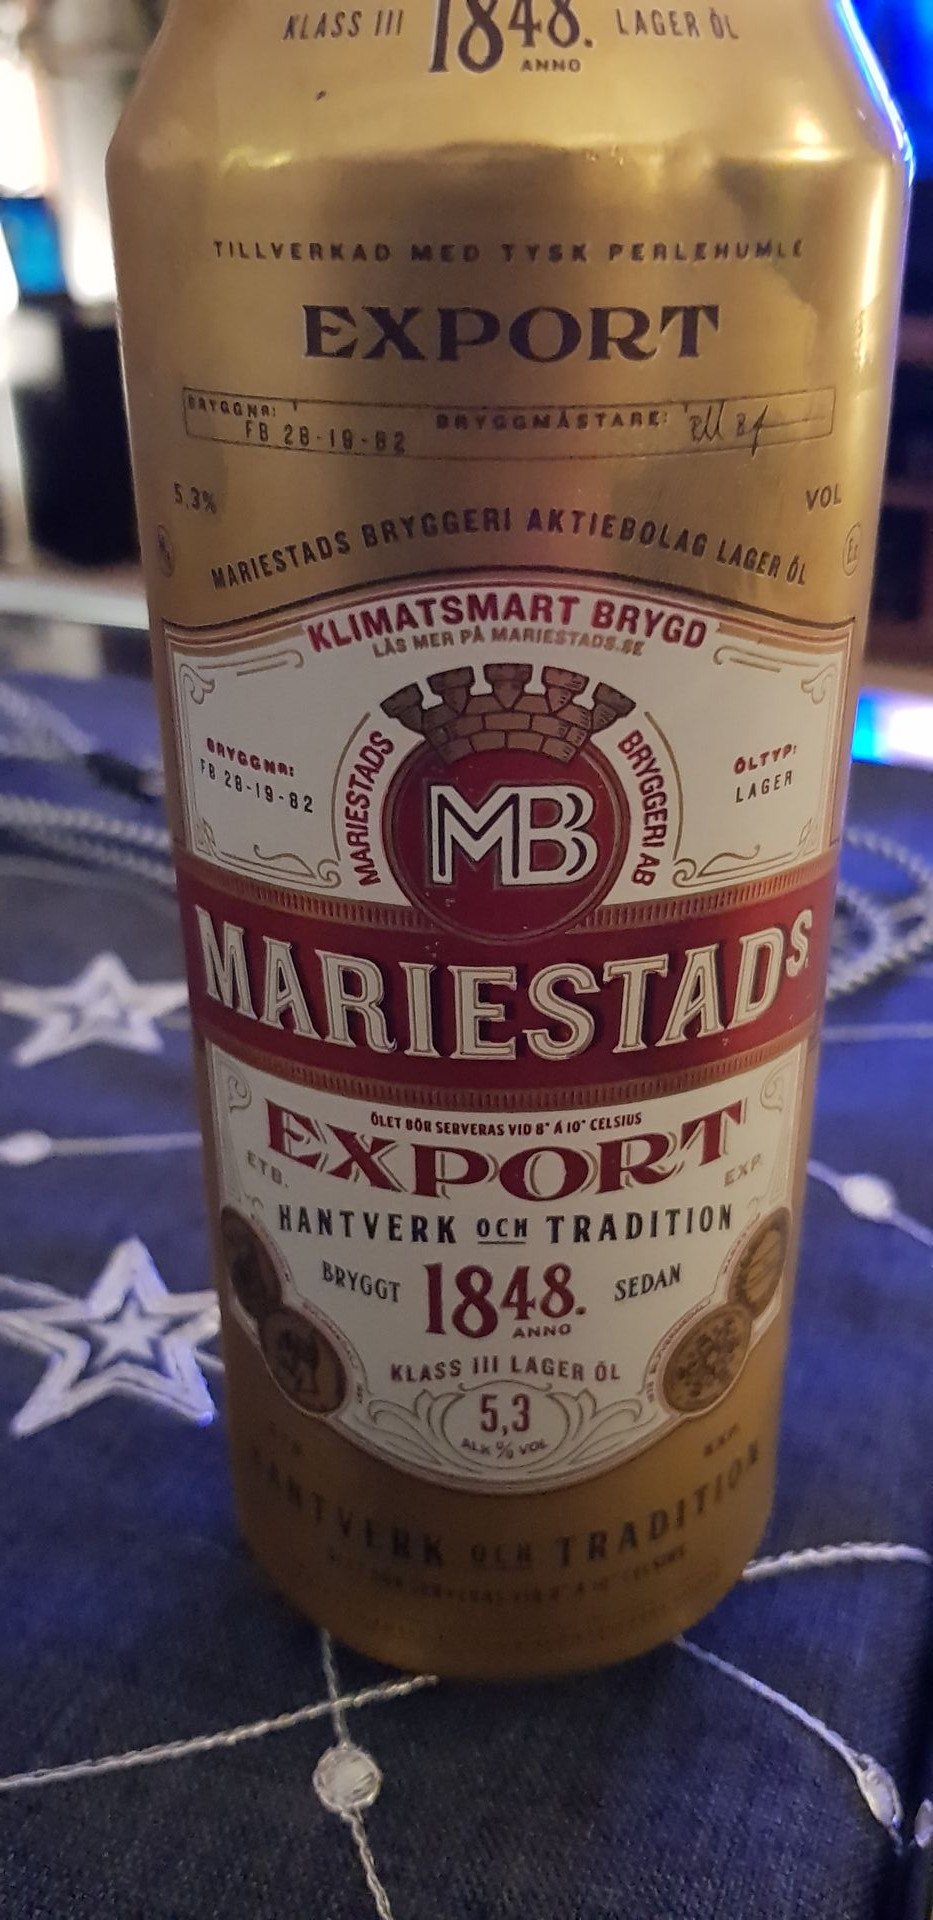 KLASS III 1848. LAGER ÖL
ANNO
TILLVERKAD MED TYSK PERLEHUMLE
EXPORT
BRYGGNR: BRYGGMÄSTARE:
FB 28-19-82
5,3% VOL
MARIESTADS BRYGGERI AKTIEBOLAG LAGER ÖL
KLIMATSMART BRYGD
LÄS MER PÅ MARIESTADS.SE
MARIESTADS BRYGGERI AB
BRYGGNR:
FB 28-19-82
ÖLTYP:
LAGER
MB
MARIESTADS
ÖLET BÖR SERVERAS VID 8° Á 10° CELSIUS
EXPORT
ETB. EXP.
HANTVERK OCH TRADITION
BRYGGT 1848. SEDAN
ANNO
KLASS III LAGER ÖL
5,3
ALK % VOL
HANTVERK OCH TRADITION